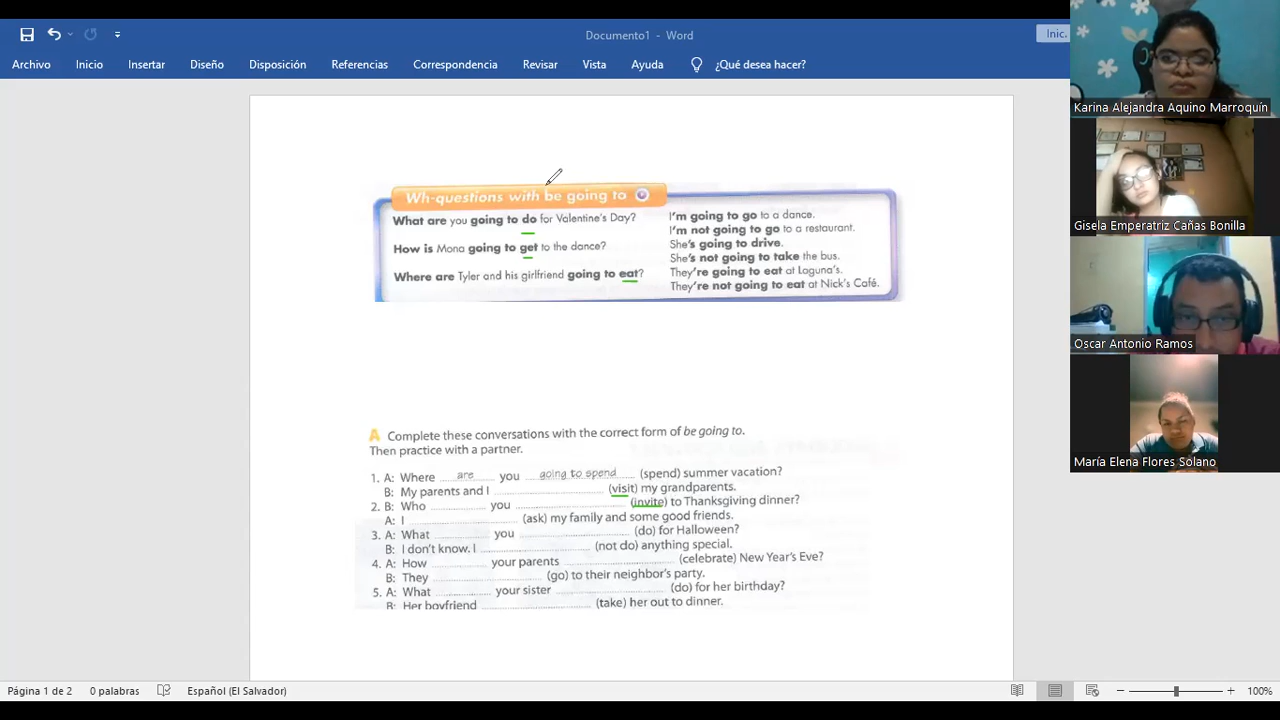 Documento1 - Word
Inic.
Archivo Inicio Insertar Diseño Disposición Referencias Correspondencia Revisar Vista Ayuda ¿Qué desea hacer?
Karina Alejandra Aquino Marroquín
Gisela Emperatriz Cañas Bonilla
Oscar Antonio Ramos
María Elena Flores Solano
Wh-questions with be going to
What are you going to do for Valentine's Day?
I'm going to go to a dance.
I'm not going to go to a restaurant.
How is Mona going to get to the dance?
She's going to drive.
She's not going to take the bus.
Where are Tyler and his girlfriend going to eat?
They're going to eat at Laguna's.
They're not going to eat at Nick's Café.
A Complete these conversations with the correct form of be going to.
Then practice with a partner.
1. A: Where are you going to spend (spend) summer vacation?
B: My parents and I (visit) my grandparents.
2. B: Who you (invite) to Thanksgiving dinner?
A: I (ask) my family and some good friends.
3. A: What you (do) for Halloween?
B: I don't know. I (not do) anything special.
4. A: How your parents (celebrate) New Year's Eve?
B: They (go) to their neighbor's party.
5. A: What your sister (do) for her birthday?
B: Her boyfriend (take) her out to dinner.
Página 1 de 2 0 palabras Español (El Salvador) 100%